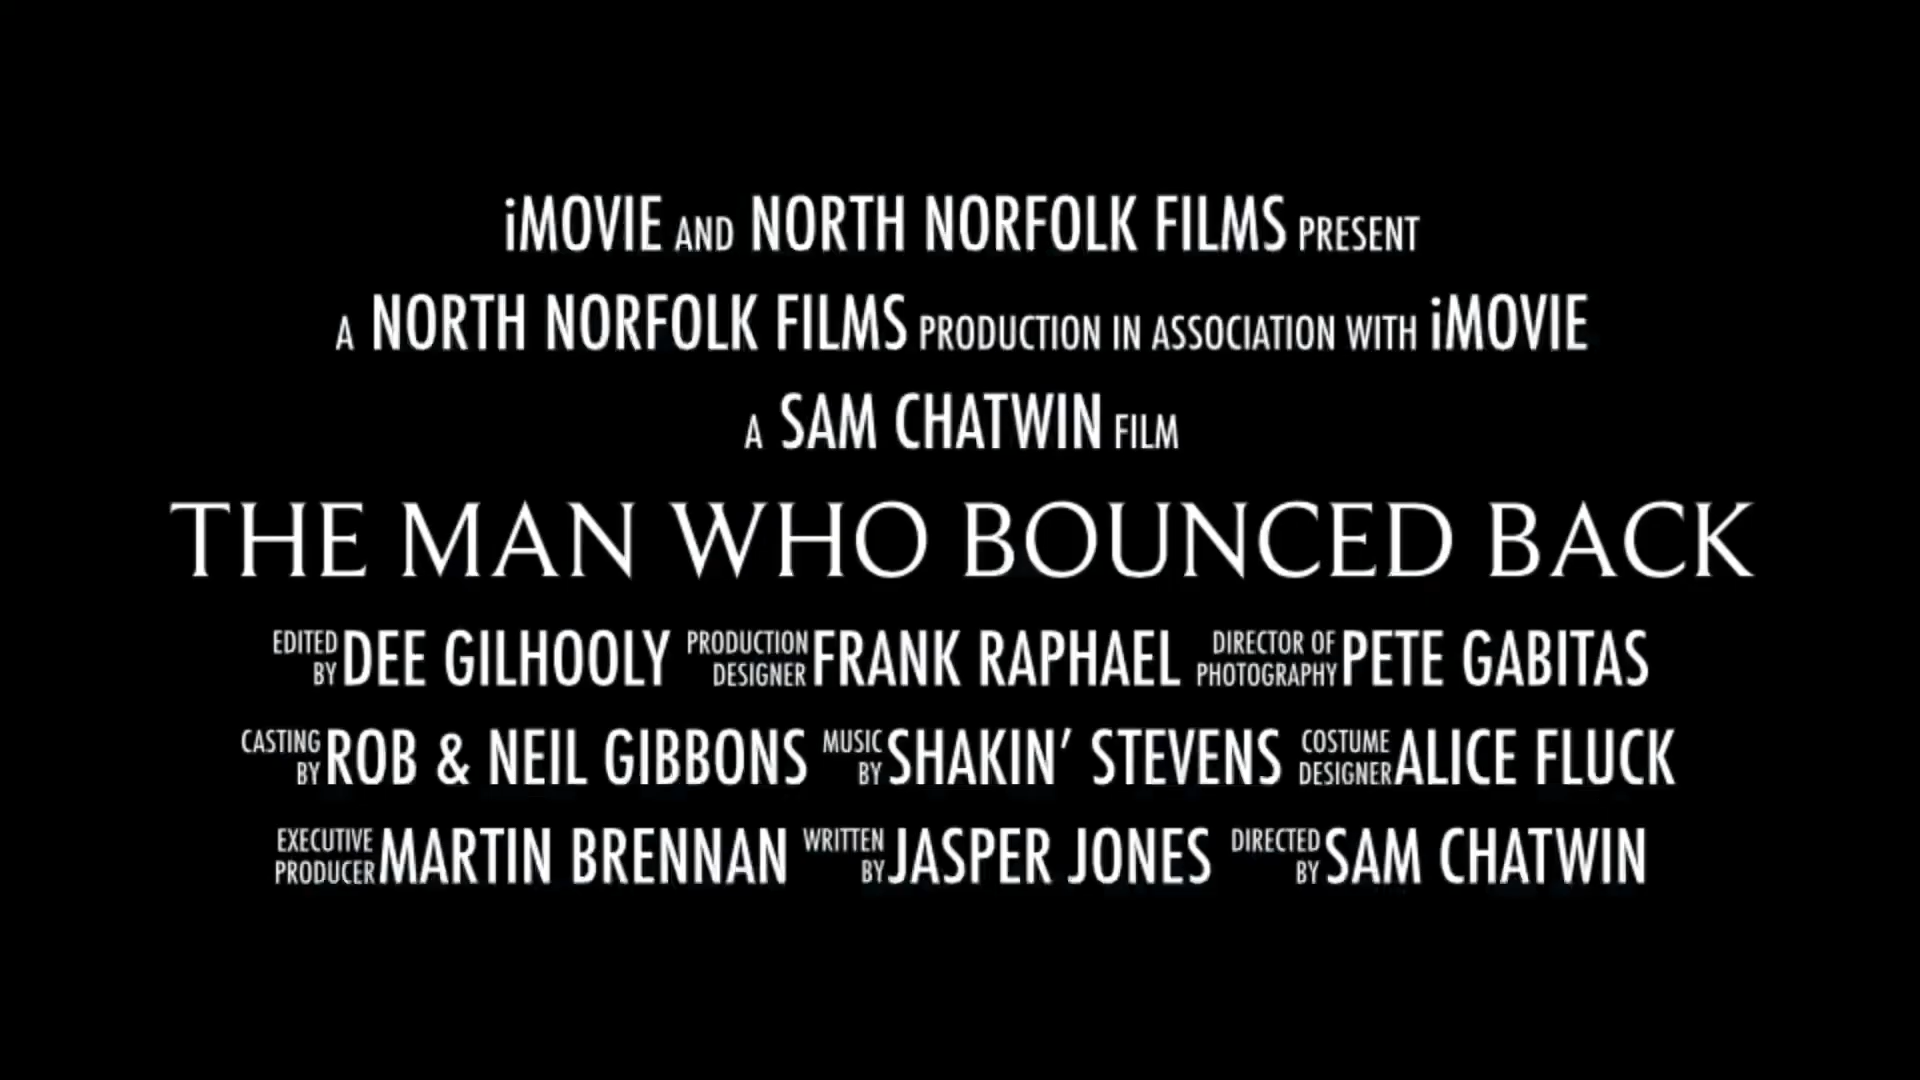 iMOVIE AND NORTH NORFOLK FILMS PRESENT
A NORTH NORFOLK FILMS PRODUCTION IN ASSOCIATION WITH iMOVIE
A SAM CHATWIN FILM
THE MAN WHO BOUNCED BACK
EDITED BY DEE GILHOOLY PRODUCTION DESIGNER FRANK RAPHAEL DIRECTOR OF PHOTOGRAPHY PETE GABITAS
CASTING BY ROB & NEIL GIBBONS MUSIC BY SHAKIN’ STEVENS COSTUME DESIGNER ALICE FLUCK
EXECUTIVE PRODUCER MARTIN BRENNAN WRITTEN BY JASPER JONES DIRECTED BY SAM CHATWIN